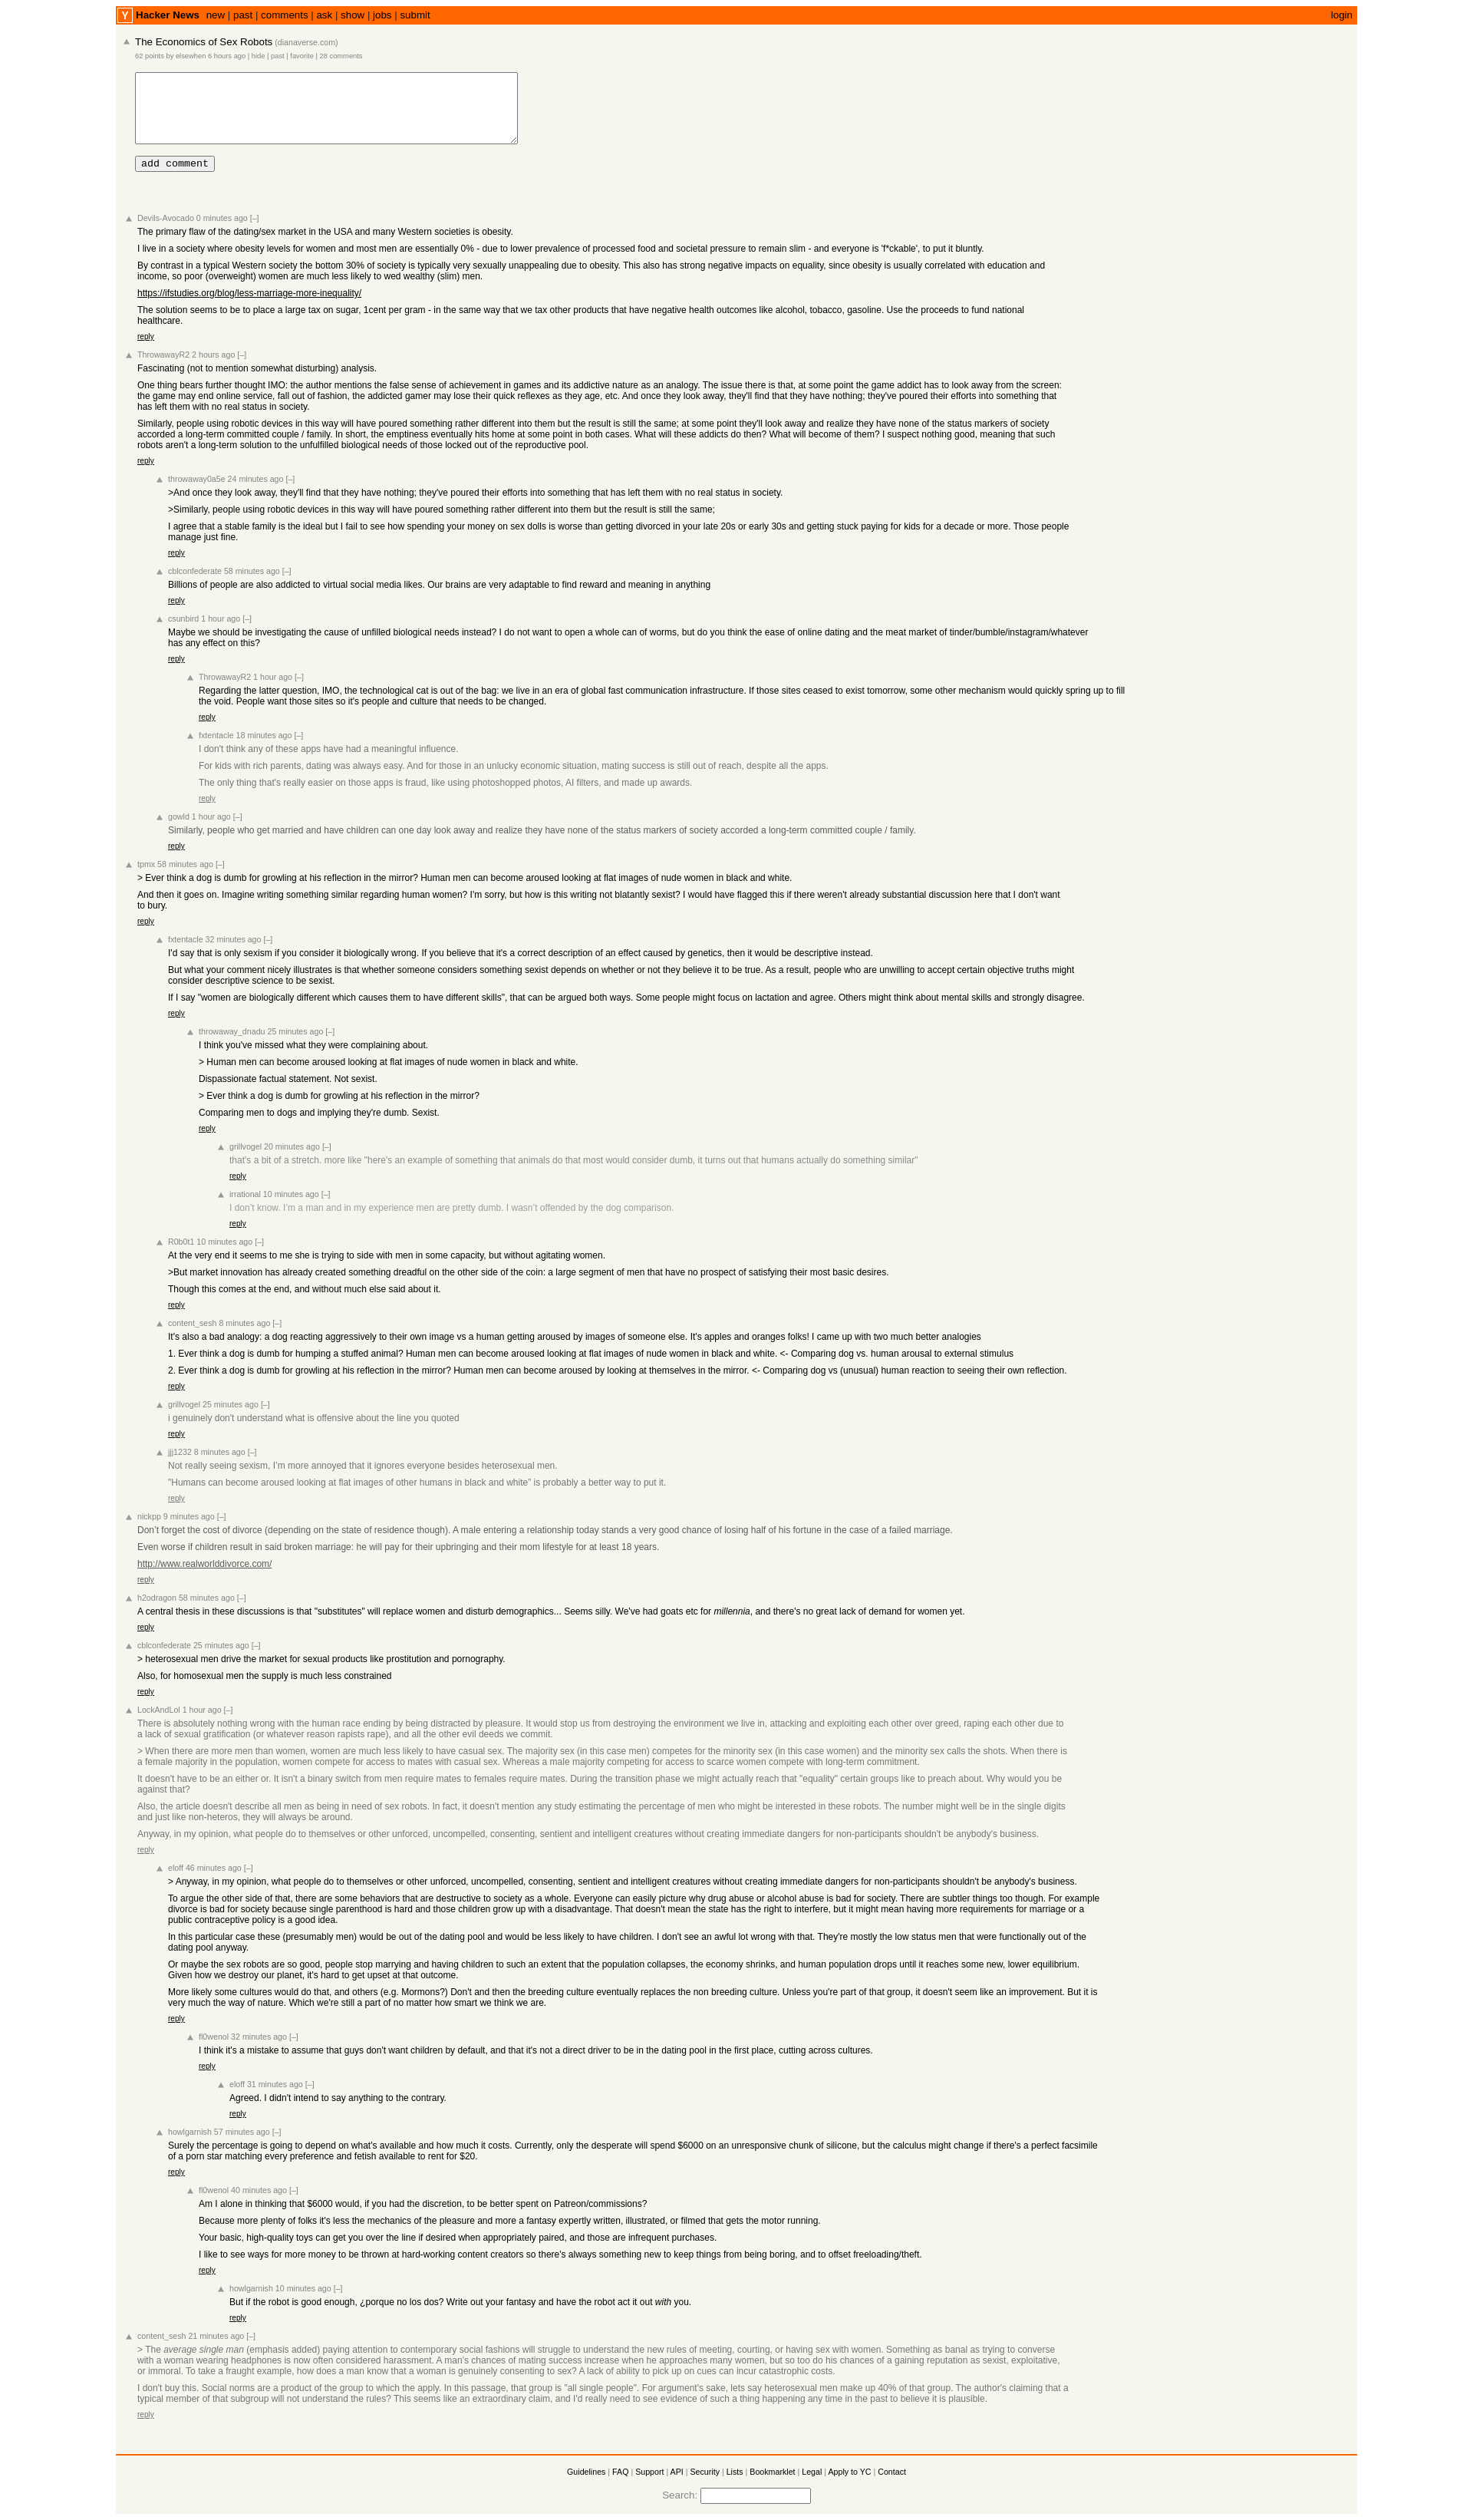 Y Hacker News new | past | comments | ask | show | jobs | submit login
The Economics of Sex Robots (dianaverse.com)
62 points by elsewhen 6 hours ago | hide | past | favorite | 28 comments
add comment
Devils-Avocado 0 minutes ago [–]
The primary flaw of the dating/sex market in the USA and many Western societies is obesity.
I live in a society where obesity levels for women and most men are essentially 0% - due to lower prevalence of processed food and societal pressure to remain slim - and everyone is 'f*ckable', to put it bluntly.
By contrast in a typical Western society the bottom 30% of society is typically very sexually unappealing due to obesity. This also has strong negative impacts on equality, since obesity is usually correlated with education and
income, so poor (overweight) women are much less likely to wed wealthy (slim) men.
https://ifstudies.org/blog/less-marriage-more-inequality/
The solution seems to be to place a large tax on sugar, 1cent per gram - in the same way that we tax other products that have negative health outcomes like alcohol, tobacco, gasoline. Use the proceeds to fund national
healthcare.
reply
ThrowawayR2 2 hours ago [–]
Fascinating (not to mention somewhat disturbing) analysis.
One thing bears further thought IMO: the author mentions the false sense of achievement in games and its addictive nature as an analogy. The issue there is that, at some point the game addict has to look away from the screen:
the game may end online service, fall out of fashion, the addicted gamer may lose their quick reflexes as they age, etc. And once they look away, they'll find that they have nothing; they've poured their efforts into something that
has left them with no real status in society.
Similarly, people using robotic devices in this way will have poured something rather different into them but the result is still the same; at some point they'll look away and realize they have none of the status markers of society
accorded a long-term committed couple / family. In short, the emptiness eventually hits home at some point in both cases. What will these addicts do then? What will become of them? I suspect nothing good, meaning that such
robots aren't a long-term solution to the unfulfilled biological needs of those locked out of the reproductive pool.
reply
throwaway0a5e 24 minutes ago [–]
>And once they look away, they'll find that they have nothing; they've poured their efforts into something that has left them with no real status in society.
>Similarly, people using robotic devices in this way will have poured something rather different into them but the result is still the same;
I agree that a stable family is the ideal but I fail to see how spending your money on sex dolls is worse than getting divorced in your late 20s or early 30s and getting stuck paying for kids for a decade or more. Those people
manage just fine.
reply
cblconfederate 58 minutes ago [–]
Billions of people are also addicted to virtual social media likes. Our brains are very adaptable to find reward and meaning in anything
reply
csunbird 1 hour ago [–]
Maybe we should be investigating the cause of unfilled biological needs instead? I do not want to open a whole can of worms, but do you think the ease of online dating and the meat market of tinder/bumble/instagram/whatever
has any effect on this?
reply
ThrowawayR2 1 hour ago [–]
Regarding the latter question, IMO, the technological cat is out of the bag: we live in an era of global fast communication infrastructure. If those sites ceased to exist tomorrow, some other mechanism would quickly spring up to fill
the void. People want those sites so it's people and culture that needs to be changed.
reply
fxtentacle 18 minutes ago [–]
I don't think any of these apps have had a meaningful influence.
For kids with rich parents, dating was always easy. And for those in an unlucky economic situation, mating success is still out of reach, despite all the apps.
The only thing that's really easier on those apps is fraud, like using photoshopped photos, AI filters, and made up awards.
reply
gowld 1 hour ago [–]
Similarly, people who get married and have children can one day look away and realize they have none of the status markers of society accorded a long-term committed couple / family.
reply
tpmx 58 minutes ago [–]
> Ever think a dog is dumb for growling at his reflection in the mirror? Human men can become aroused looking at flat images of nude women in black and white.
And then it goes on. Imagine writing something similar regarding human women? I'm sorry, but how is this writing not blatantly sexist? I would have flagged this if there weren't already substantial discussion here that I don't want
to bury.
reply
fxtentacle 32 minutes ago [–]
I'd say that is only sexism if you consider it biologically wrong. If you believe that it's a correct description of an effect caused by genetics, then it would be descriptive instead.
But what your comment nicely illustrates is that whether someone considers something sexist depends on whether or not they believe it to be true. As a result, people who are unwilling to accept certain objective truths might
consider descriptive science to be sexist.
If I say "women are biologically different which causes them to have different skills", that can be argued both ways. Some people might focus on lactation and agree. Others might think about mental skills and strongly disagree.
reply
throwaway_dnadu 25 minutes ago [–]
I think you've missed what they were complaining about.
> Human men can become aroused looking at flat images of nude women in black and white.
Dispassionate factual statement. Not sexist.
> Ever think a dog is dumb for growling at his reflection in the mirror?
Comparing men to dogs and implying they're dumb. Sexist.
reply
grillvogel 20 minutes ago [–]
that's a bit of a stretch. more like "here's an example of something that animals do that most would consider dumb, it turns out that humans actually do something similar"
reply
irrational 10 minutes ago [–]
I don't know. I'm a man and in my experience men are pretty dumb. I wasn't offended by the dog comparison.
reply
R0b0t1 10 minutes ago [–]
At the very end it seems to me she is trying to side with men in some capacity, but without agitating women.
>But market innovation has already created something dreadful on the other side of the coin: a large segment of men that have no prospect of satisfying their most basic desires.
Though this comes at the end, and without much else said about it.
reply
content_sesh 8 minutes ago [–]
It's also a bad analogy: a dog reacting aggressively to their own image vs a human getting aroused by images of someone else. It's apples and oranges folks! I came up with two much better analogies
1. Ever think a dog is dumb for humping a stuffed animal? Human men can become aroused looking at flat images of nude women in black and white. <- Comparing dog vs. human arousal to external stimulus
2. Ever think a dog is dumb for growling at his reflection in the mirror? Human men can become aroused by looking at themselves in the mirror. <- Comparing dog vs (unusual) human reaction to seeing their own reflection.
reply
grillvogel 25 minutes ago [–]
i genuinely don't understand what is offensive about the line you quoted
reply
jjj1232 8 minutes ago [–]
Not really seeing sexism, I'm more annoyed that it ignores everyone besides heterosexual men.
"Humans can become aroused looking at flat images of other humans in black and white" is probably a better way to put it.
reply
nickpp 9 minutes ago [–]
Don't forget the cost of divorce (depending on the state of residence though). A male entering a relationship today stands a very good chance of losing half of his fortune in the case of a failed marriage.
Even worse if children result in said broken marriage: he will pay for their upbringing and their mom lifestyle for at least 18 years.
http://www.realworlddivorce.com/
reply
h2odragon 58 minutes ago [–]
A central thesis in these discussions is that "substitutes" will replace women and disturb demographics... Seems silly. We've had goats etc for millennia, and there's no great lack of demand for women yet.
reply
cblconfederate 25 minutes ago [–]
> heterosexual men drive the market for sexual products like prostitution and pornography.
Also, for homosexual men the supply is much less constrained
reply
LockAndLol 1 hour ago [–]
There is absolutely nothing wrong with the human race ending by being distracted by pleasure. It would stop us from destroying the environment we live in, attacking and exploiting each other over greed, raping each other due to
a lack of sexual gratification (or whatever reason rapists rape), and all the other evil deeds we commit.
> When there are more men than women, women are much less likely to have casual sex. The majority sex (in this case men) competes for the minority sex (in this case women) and the minority sex calls the shots. When there is
a female majority in the population, women compete for access to mates with casual sex. Whereas a male majority competing for access to scarce women compete with long-term commitment.
It doesn't have to be an either or. It isn't a binary switch from men require mates to females require mates. During the transition phase we might actually reach that "equality" certain groups like to preach about. Why would you be
against that?
Also, the article doesn't describe all men as being in need of sex robots. In fact, it doesn't mention any study estimating the percentage of men who might be interested in these robots. The number might well be in the single digits
and just like non-heteros, they will always be around.
Anyway, in my opinion, what people do to themselves or other unforced, uncompelled, consenting, sentient and intelligent creatures without creating immediate dangers for non-participants shouldn't be anybody's business.
reply
eloff 46 minutes ago [–]
> Anyway, in my opinion, what people do to themselves or other unforced, uncompelled, consenting, sentient and intelligent creatures without creating immediate dangers for non-participants shouldn't be anybody's business.
To argue the other side of that, there are some behaviors that are destructive to society as a whole. Everyone can easily picture why drug abuse or alcohol abuse is bad for society. There are subtler things too though. For example
divorce is bad for society because single parenthood is hard and those children grow up with a disadvantage. That doesn't mean the state has the right to interfere, but it might mean having more requirements for marriage or a
public contraceptive policy is a good idea.
In this particular case these (presumably men) would be out of the dating pool and would be less likely to have children. I don't see an awful lot wrong with that. They're mostly the low status men that were functionally out of the
dating pool anyway.
Or maybe the sex robots are so good, people stop marrying and having children to such an extent that the population collapses, the economy shrinks, and human population drops until it reaches some new, lower equilibrium.
Given how we destroy our planet, it's hard to get upset at that outcome.
More likely some cultures would do that, and others (e.g. Mormons?) Don't and then the breeding culture eventually replaces the non breeding culture. Unless you're part of that group, it doesn't seem like an improvement. But it is
very much the way of nature. Which we're still a part of no matter how smart we think we are.
reply
fl0wenol 32 minutes ago [–]
I think it's a mistake to assume that guys don't want children by default, and that it's not a direct driver to be in the dating pool in the first place, cutting across cultures.
reply
eloff 31 minutes ago [–]
Agreed. I didn't intend to say anything to the contrary.
reply
howlgarnish 57 minutes ago [–]
Surely the percentage is going to depend on what's available and how much it costs. Currently, only the desperate will spend $6000 on an unresponsive chunk of silicone, but the calculus might change if there's a perfect facsimile
of a porn star matching every preference and fetish available to rent for $20.
reply
fl0wenol 40 minutes ago [–]
Am I alone in thinking that $6000 would, if you had the discretion, to be better spent on Patreon/commissions?
Because more plenty of folks it's less the mechanics of the pleasure and more a fantasy expertly written, illustrated, or filmed that gets the motor running.
Your basic, high-quality toys can get you over the line if desired when appropriately paired, and those are infrequent purchases.
I like to see ways for more money to be thrown at hard-working content creators so there's always something new to keep things from being boring, and to offset freeloading/theft.
reply
howlgarnish 10 minutes ago [–]
But if the robot is good enough, ¿porque no los dos? Write out your fantasy and have the robot act it out with you.
reply
content_sesh 21 minutes ago [–]
> The average single man (emphasis added) paying attention to contemporary social fashions will struggle to understand the new rules of meeting, courting, or having sex with women. Something as banal as trying to converse
with a woman wearing headphones is now often considered harassment. A man's chances of mating success increase when he approaches many women, but so too do his chances of a gaining reputation as sexist, exploitative,
or immoral. To take a fraught example, how does a man know that a woman is genuinely consenting to sex? A lack of ability to pick up on cues can incur catastrophic costs.
I don't buy this. Social norms are a product of the group to which the apply. In this passage, that group is "all single people". For argument's sake, lets say heterosexual men make up 40% of that group. The author's claiming that a
typical member of that subgroup will not understand the rules? This seems like an extraordinary claim, and I'd really need to see evidence of such a thing happening any time in the past to believe it is plausible.
reply
Guidelines | FAQ | Support | API | Security | Lists | Bookmarklet | Legal | Apply to YC | Contact
Search: